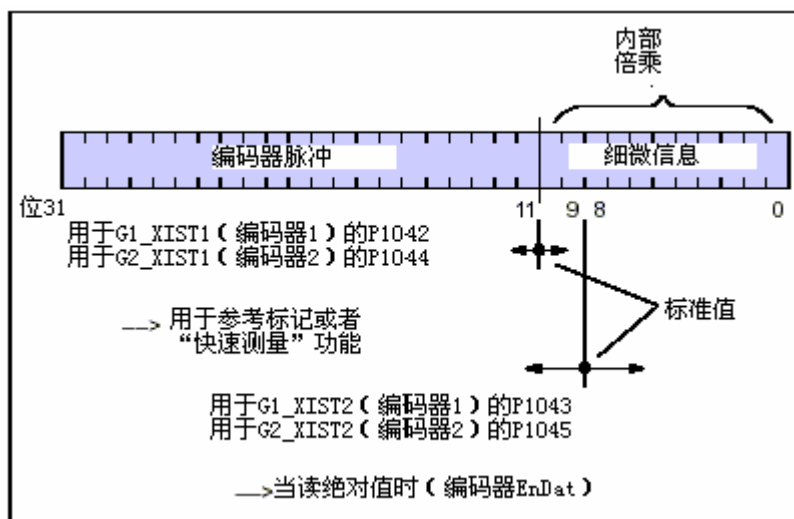 内部
倍乘
编码器脉冲
细微信息
位31
11
9
8
0
用于G1_XIST1(编码器1)的P1042
用于G2_XIST1(编码器2)的P1044
标准值
用于参考标记或者
“快速测量”功能
用于G1_XIST2(编码器1)的P1043
用于G2_XIST2(编码器2)的P1045
当读绝对值时(编码器EnDat)